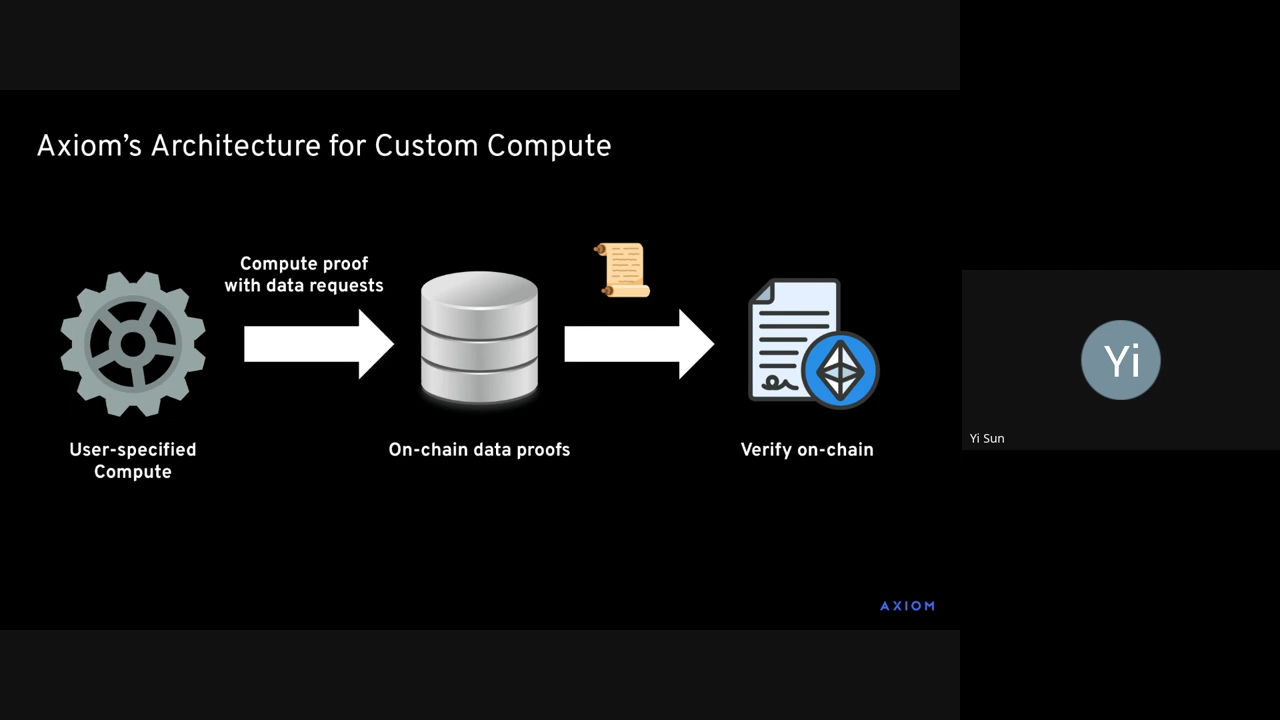 Axiom’s Architecture for Custom Compute
Compute proof
with data requests
User-specified
Compute
On-chain data proofs
Verify on-chain
AXIOM
Yi
Yi Sun